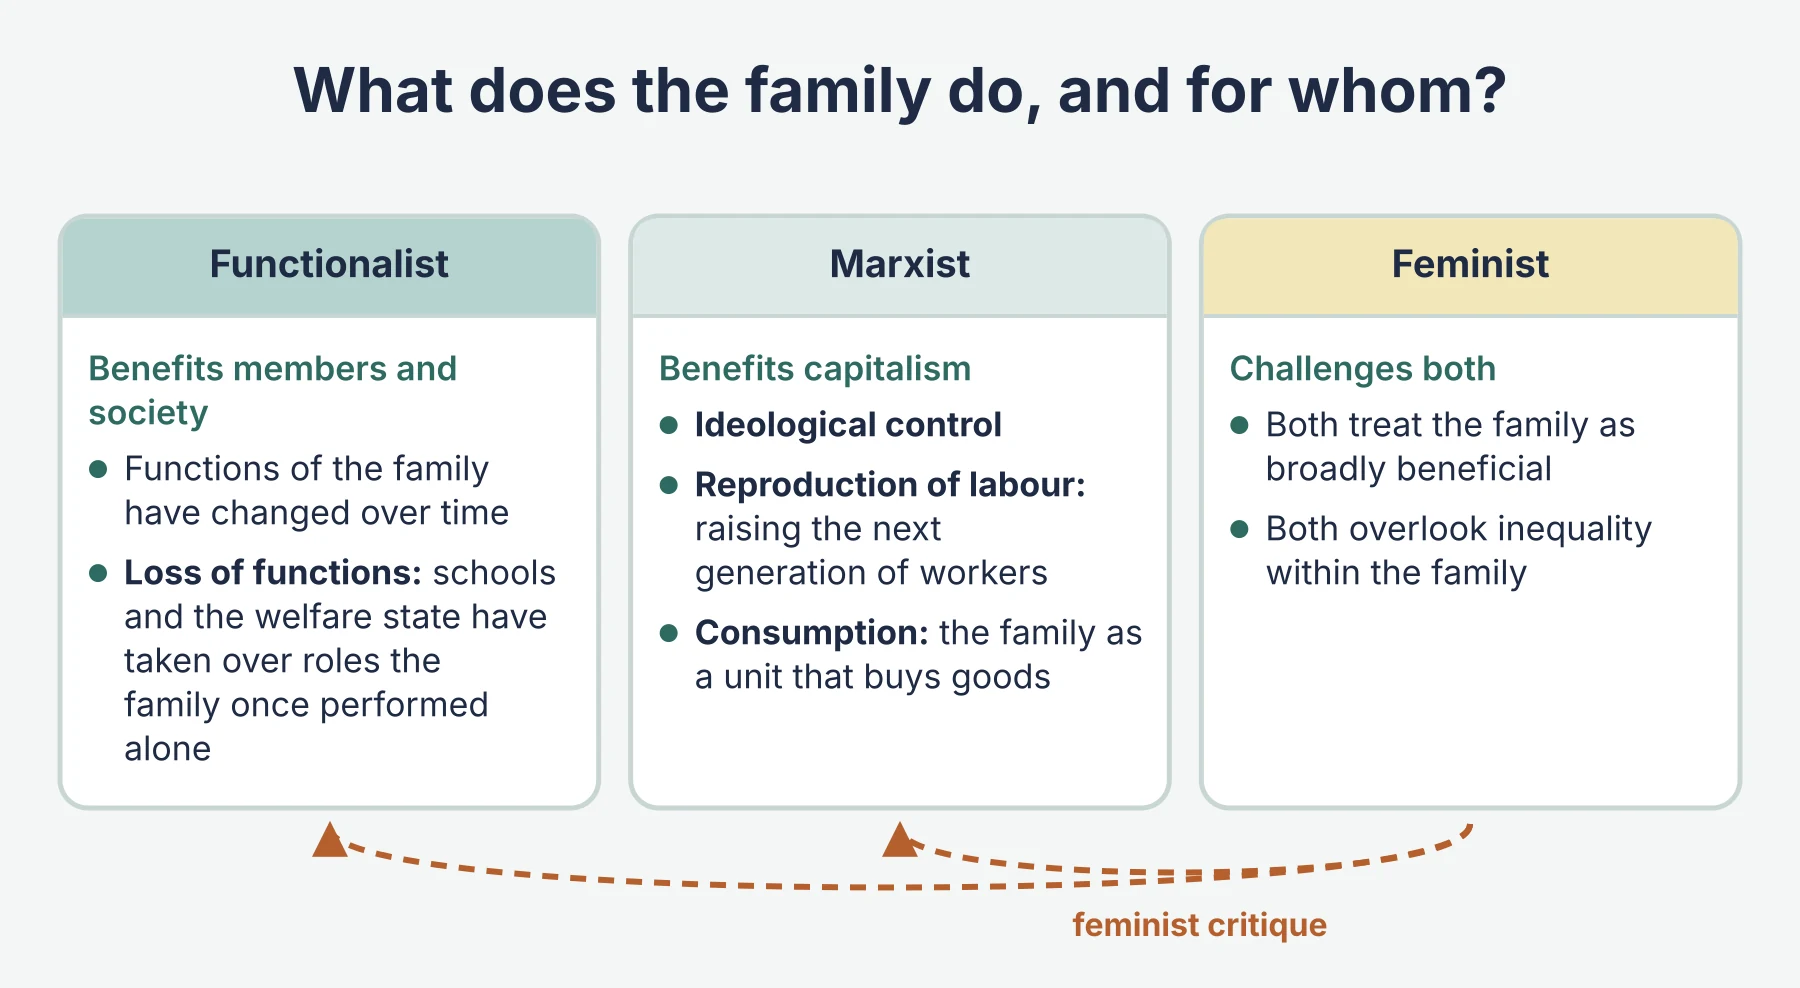 What does the family do, and for whom?
Functionalist
Benefits members and
society
Functions of the family
have changed over time
Loss of functions: schools
and the welfare state have
taken over roles the
family once performed
alone
Marxist
Benefits capitalism
Ideological control
Reproduction of labour:
raising the next
generation of workers
Consumption: the family as
a unit that buys goods
Feminist
Challenges both
Both treat the family as
broadly beneficial
Both overlook inequality
within the family
feminist critique